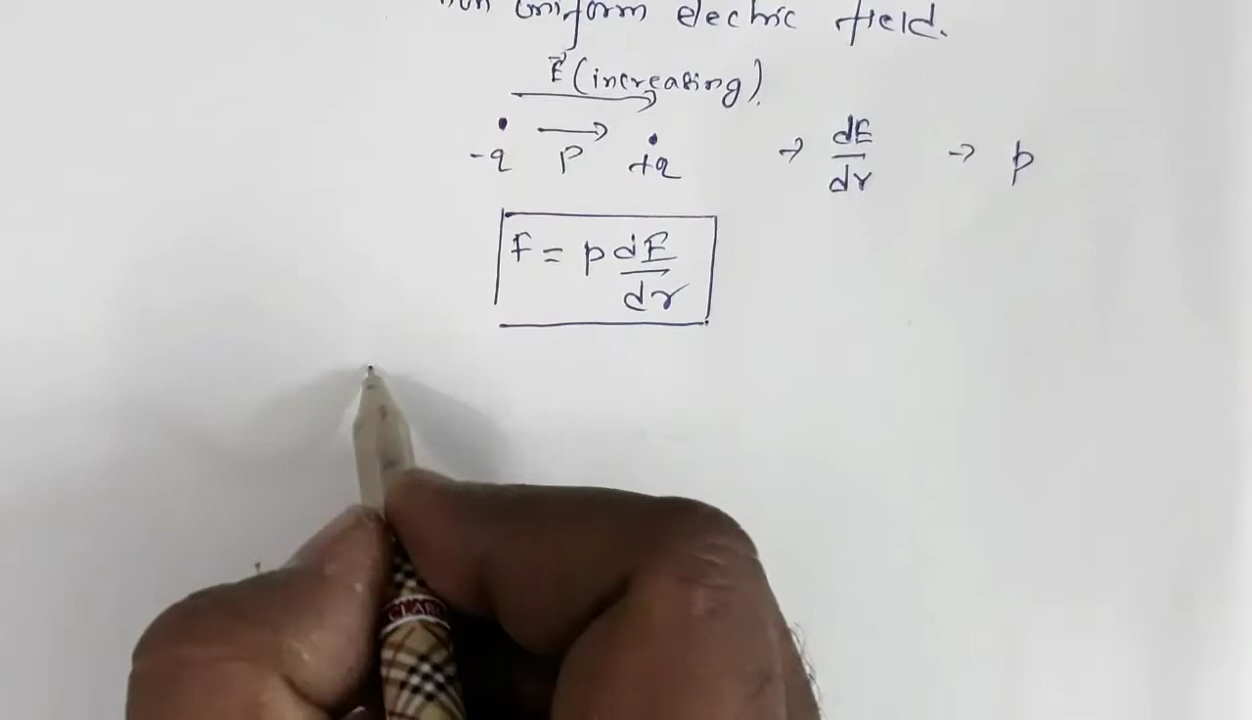 uniform electric field.
E⃗ (increasing).
-q P +q → dE/dr → p
F = p dE/dr